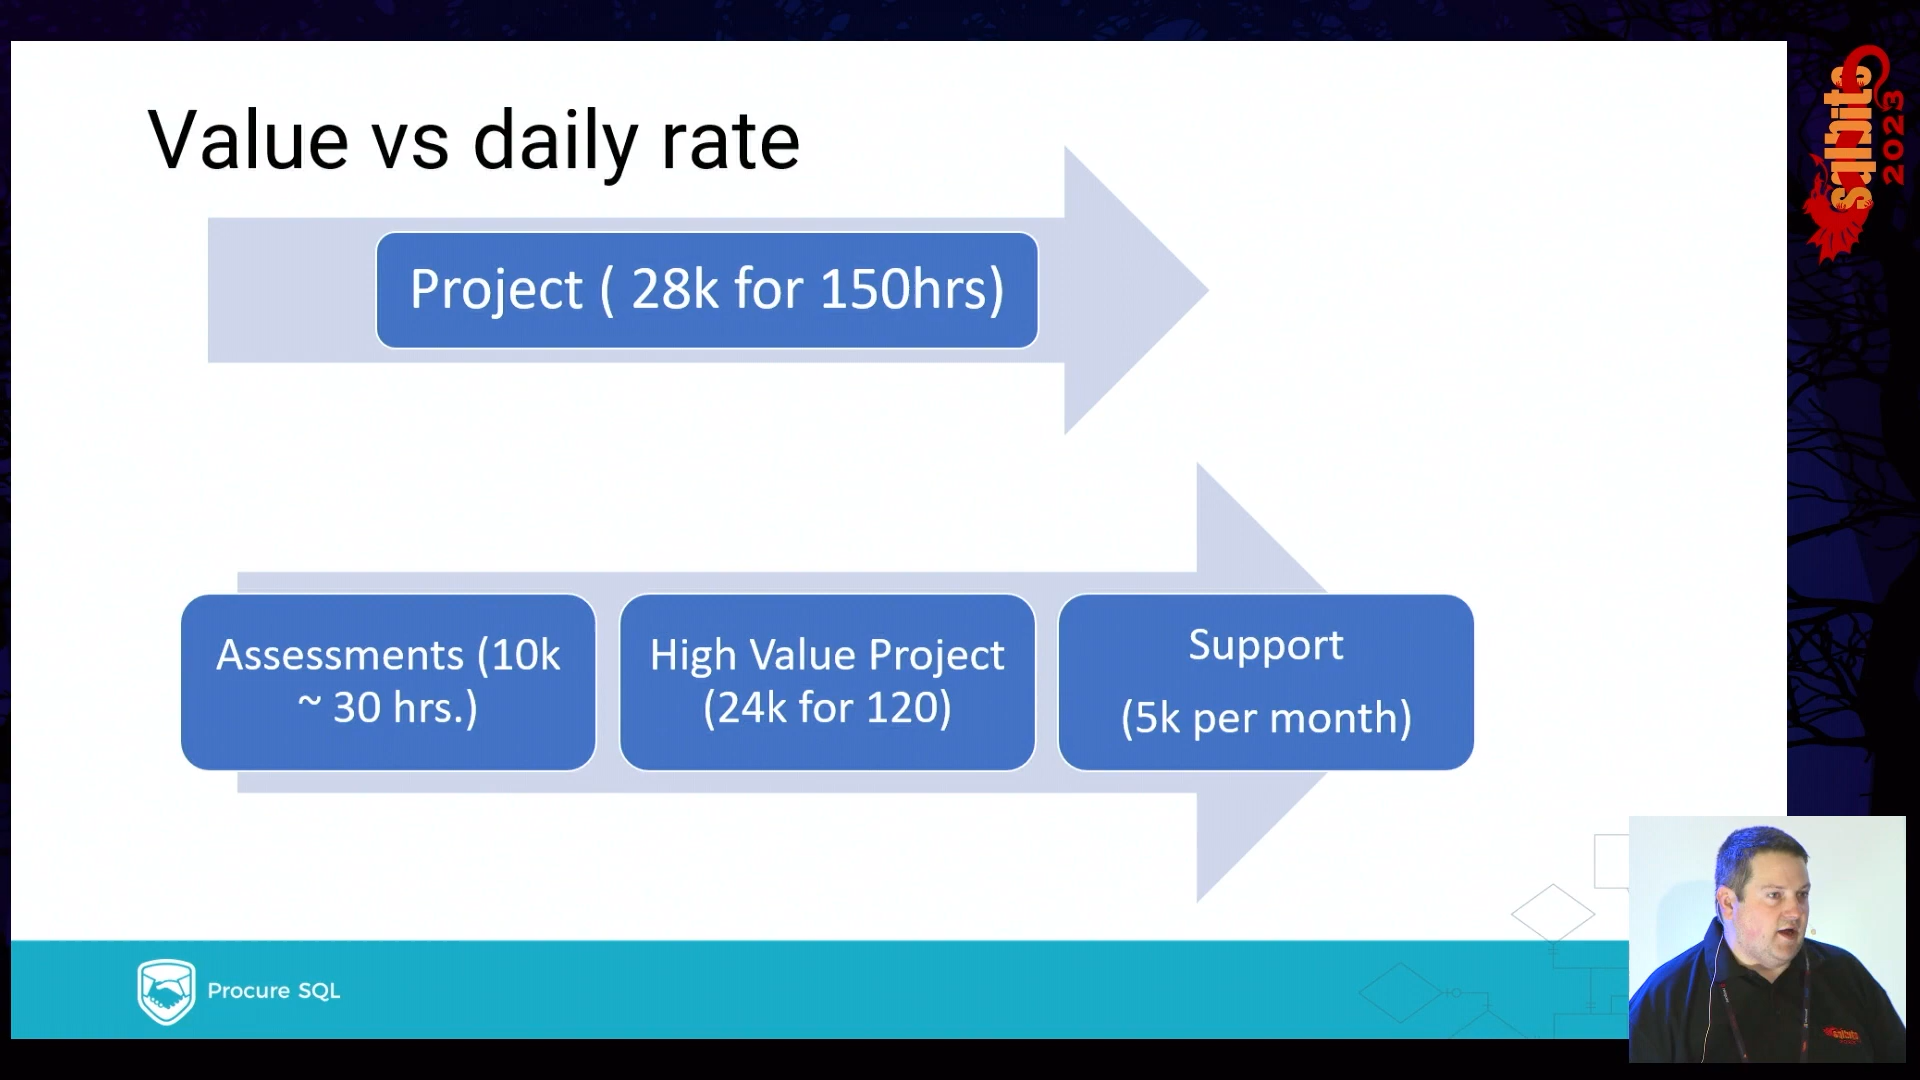 Value vs daily rate
Project ( 28k for 150hrs)
Assessments (10k
~ 30 hrs.)
High Value Project
(24k for 120)
Support
(5k per month)
Procure SQL
sqlbits
2023
sqlbits